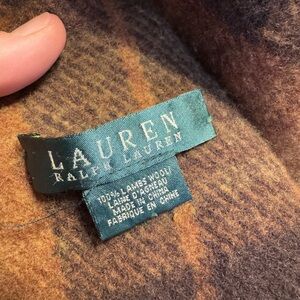 LAUREN
RALPH LAUREN
100% LAMBS WOOL/
LAINE D'AGNEAU
MADE IN CHINA
FABRIQUE EN CHINE